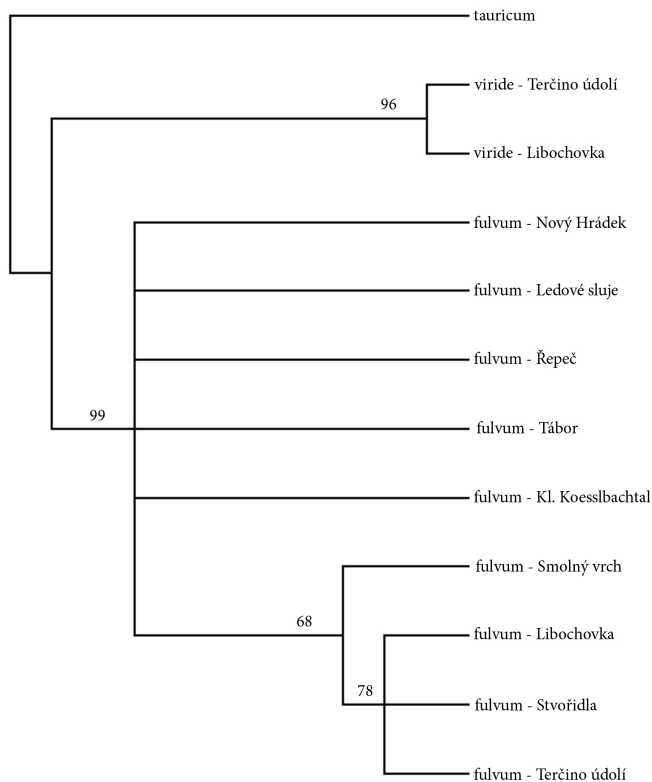 tauricum
96
viride - Terčino údolí
viride - Libochovka
fulvum - Nový Hrádek
fulvum - Ledové sluje
fulvum - Řepeč
99
fulvum - Tábor
fulvum - Kl. Koesslbachtal
fulvum - Smolný vrch
68
fulvum - Libochovka
78
fulvum - Stvořidla
fulvum - Terčino údolí